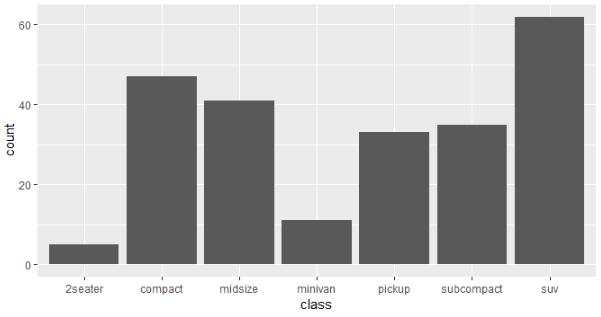 60
40
20
0
count
2seater compact midsize minivan pickup subcompact suv
class